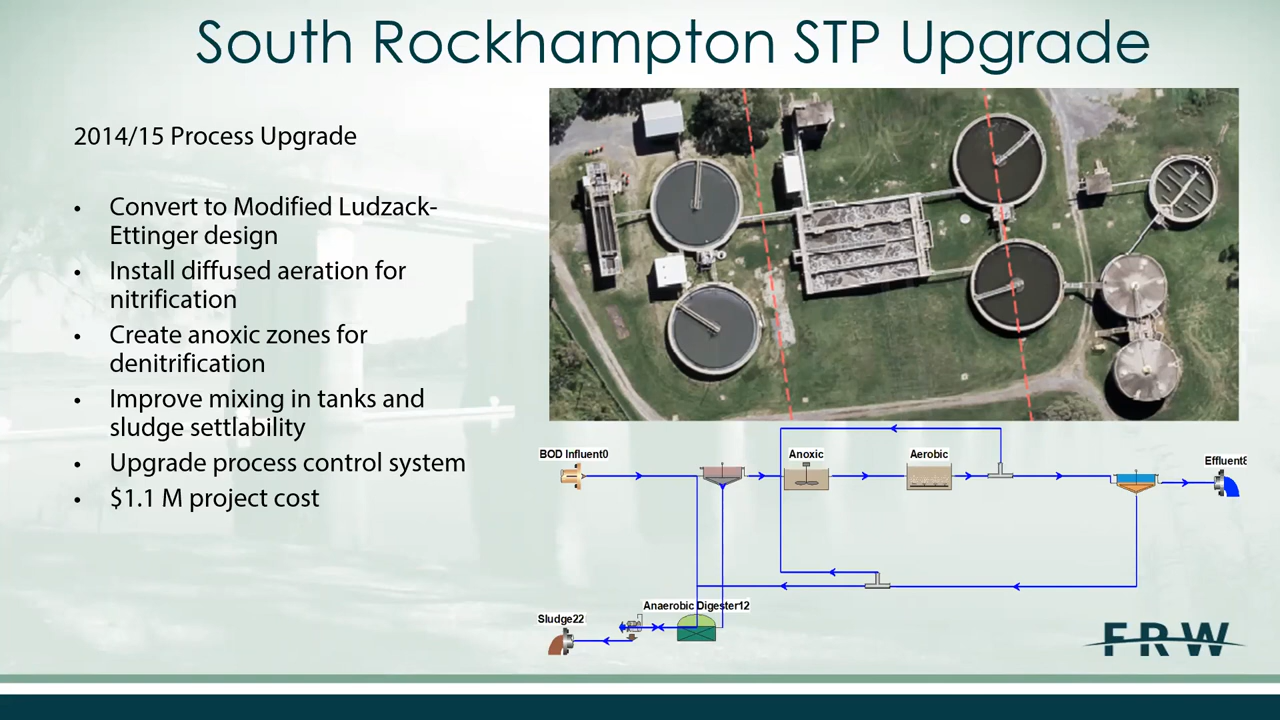 South Rockhampton STP Upgrade
2014/15 Process Upgrade
• Convert to Modified Ludzack-
Ettinger design
• Install diffused aeration for
nitrification
• Create anoxic zones for
denitrification
• Improve mixing in tanks and
sludge settlability
• Upgrade process control system
• $1.1 M project cost
BOD Influent0
Anoxic
Aerobic
Effluent8
Anaerobic Digester12
Sludge22
FRW